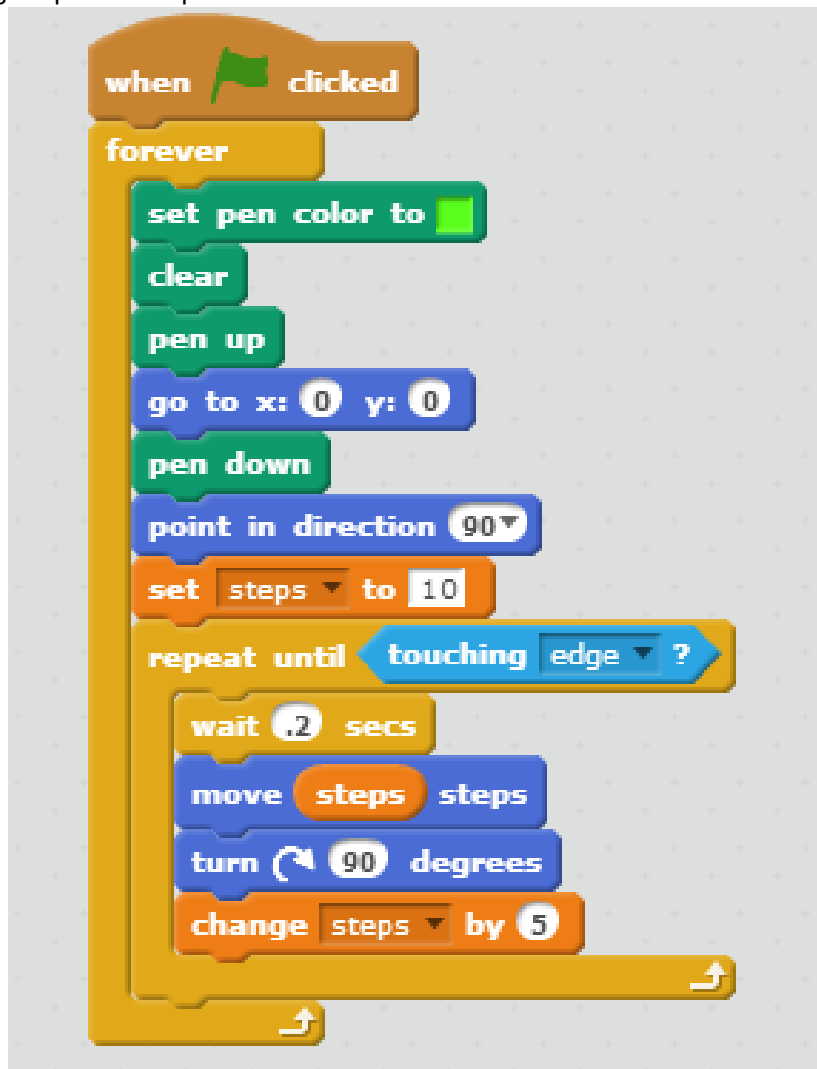 when clicked
forever
set pen color to
clear
pen up
go to x: 0 y: 0
pen down
point in direction 90
set steps to 10
repeat until touching edge ?
wait .2 secs
move steps steps
turn 90 degrees
change steps by 5